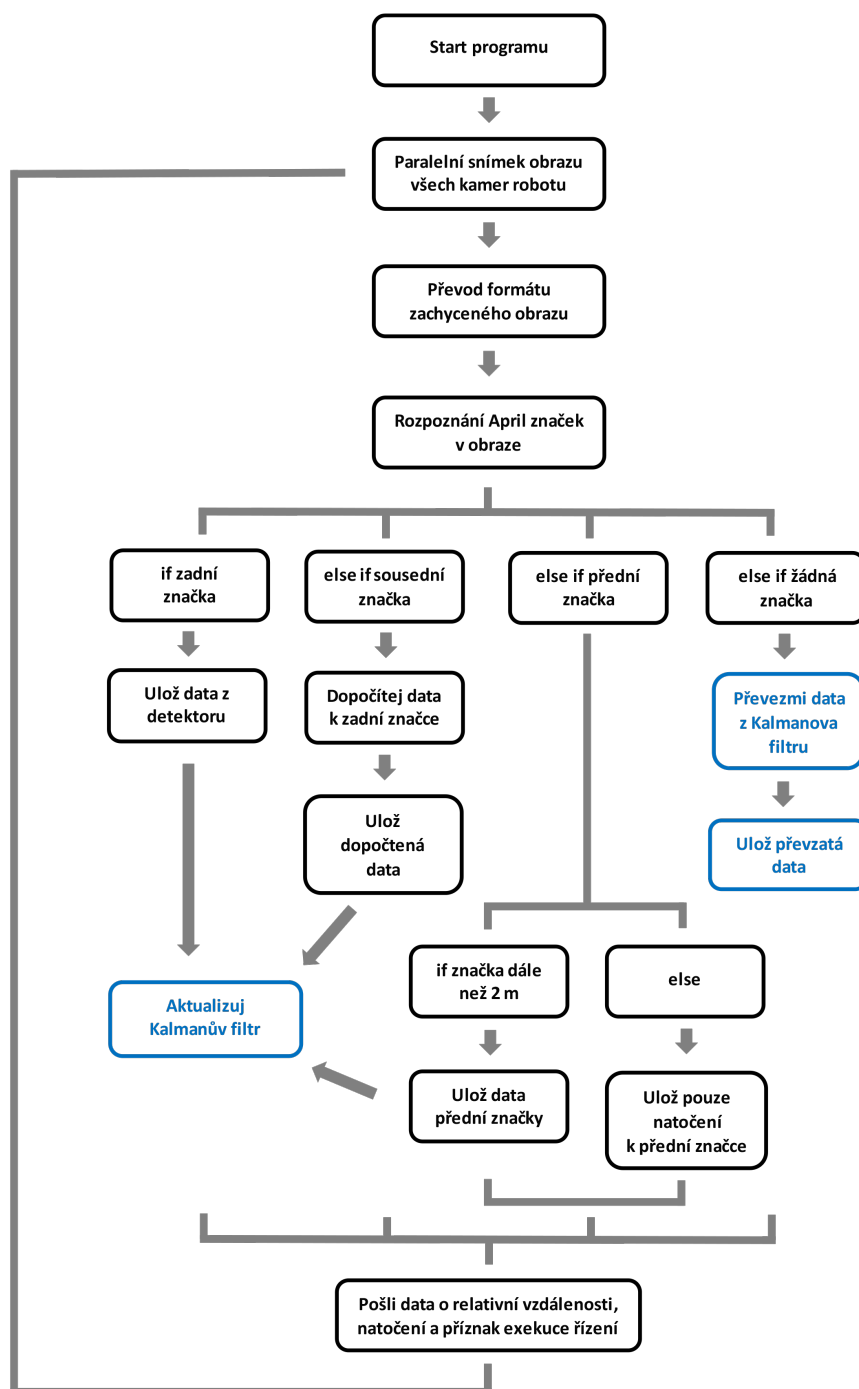 Start programu
Paralelní snímek obrazu
všech kamer robotu
Převod formátu
zachyceného obrazu
Rozpoznání April značek
v obraze
if zadní
značka
else if sousední
značka
else if přední
značka
else if žádná
značka
Ulož data z
detektoru
Dopočítej data
k zadní značce
Převezmi data
z Kalmanova
filtru
Ulož
dopočtená
data
Ulož převzatá
data
if značka dále
než 2 m
else
Aktualizuj
Kalmanův filtr
Ulož data
přední značky
Ulož pouze
natočení
k přední značce
Pošli data o relativní vzdálenosti,
natočení a příznak exekuce řízení